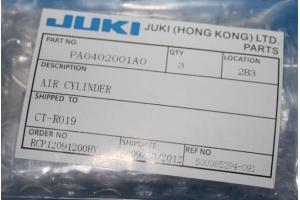 JUKI JUKI (HONG KONG) LTD.
PARTS
PART NO QTY LOCATION
PA0402001A0 3 2B3
DESCRIPTION
AIR CYLINDER
SHIPPED TO
CT-R019
ORDER NO SHIPDATE REF NO
RCP12091200HY